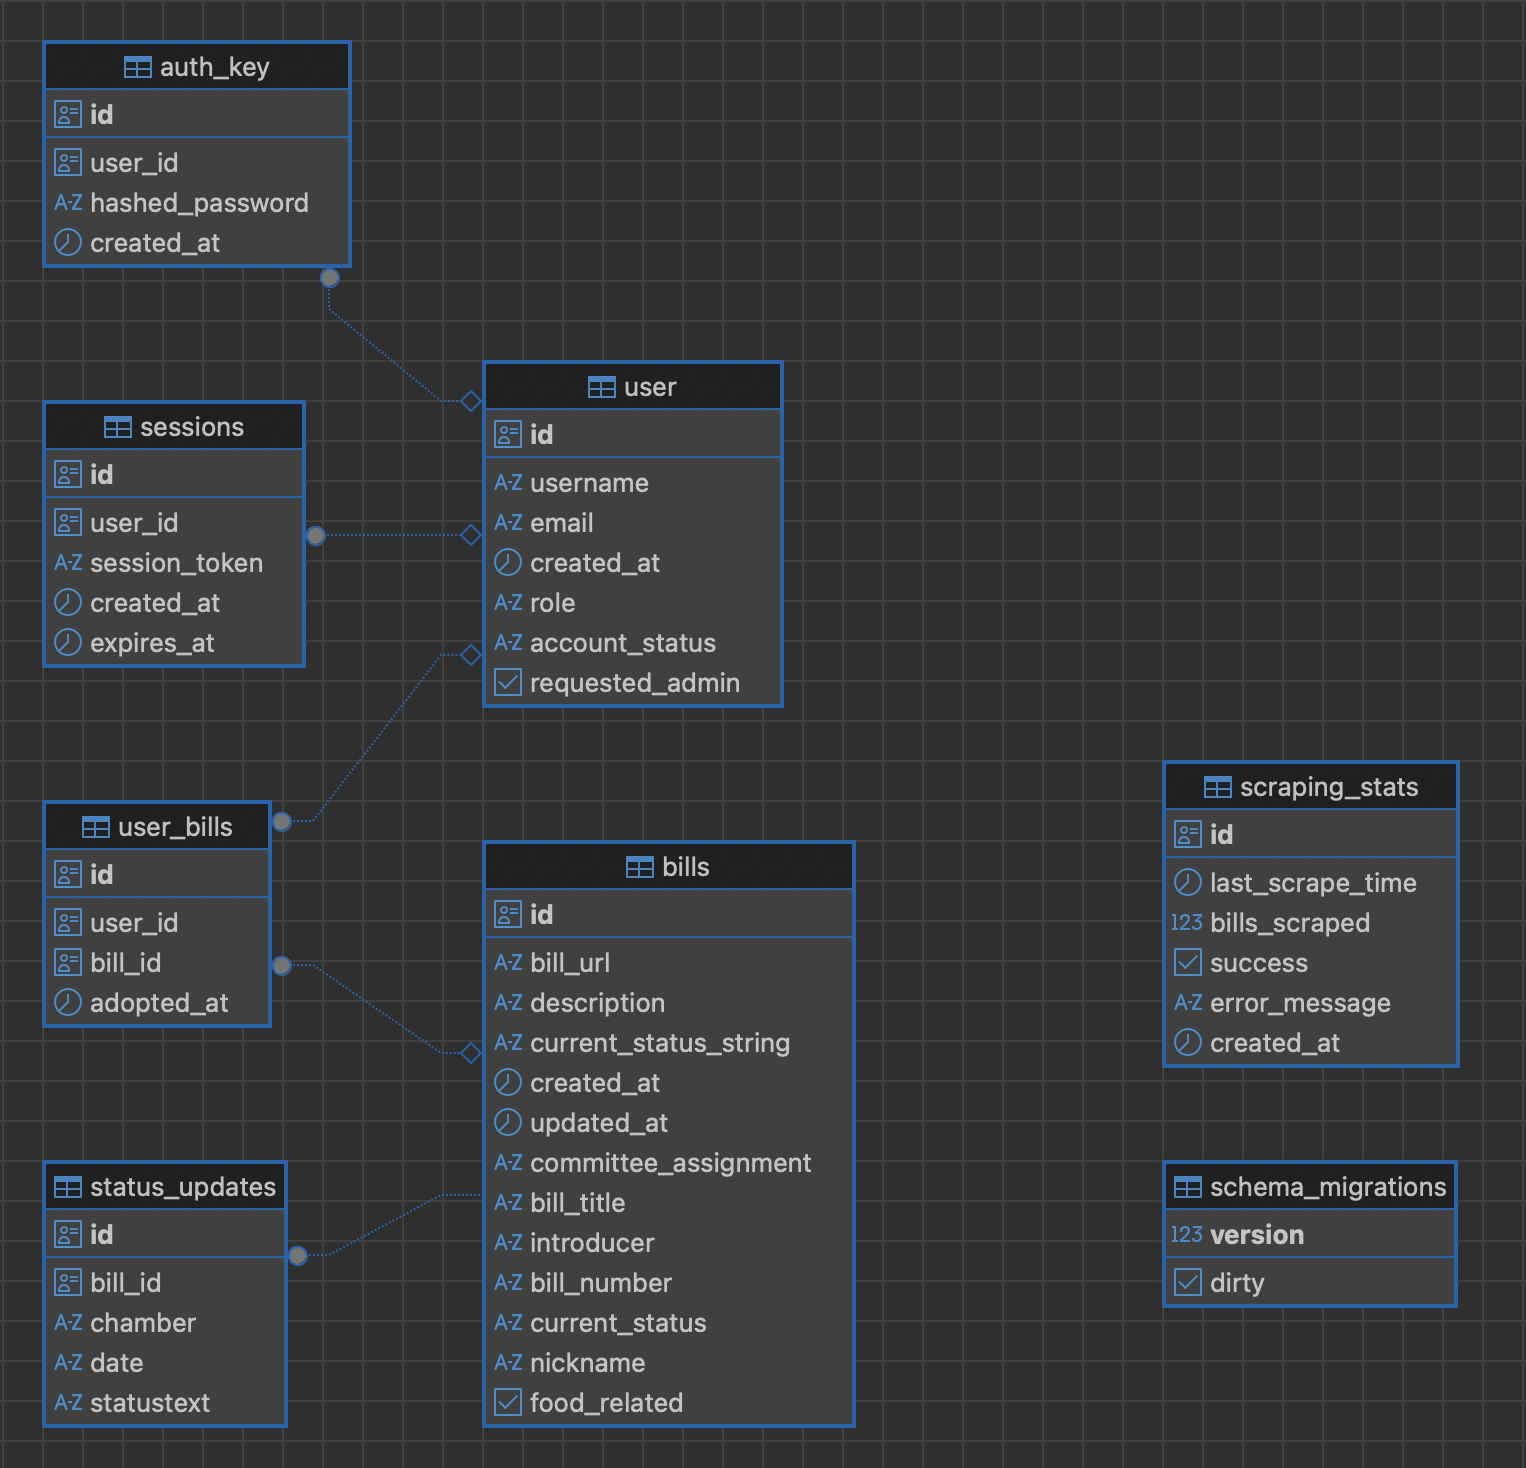 auth_key
id
user_id
A-Z hashed_password
created_at
sessions
id
user_id
A-Z session_token
created_at
expires_at
user
id
A-Z username
A-Z email
created_at
A-Z role
A-Z account_status
requested_admin
user_bills
id
user_id
bill_id
adopted_at
bills
id
A-Z bill_url
A-Z description
A-Z current_status_string
created_at
updated_at
A-Z committee_assignment
A-Z bill_title
A-Z introducer
A-Z bill_number
A-Z current_status
A-Z nickname
food_related
status_updates
id
bill_id
A-Z chamber
A-Z date
A-Z statustext
scraping_stats
id
last_scrape_time
123 bills_scraped
success
A-Z error_message
created_at
schema_migrations
123 version
dirty